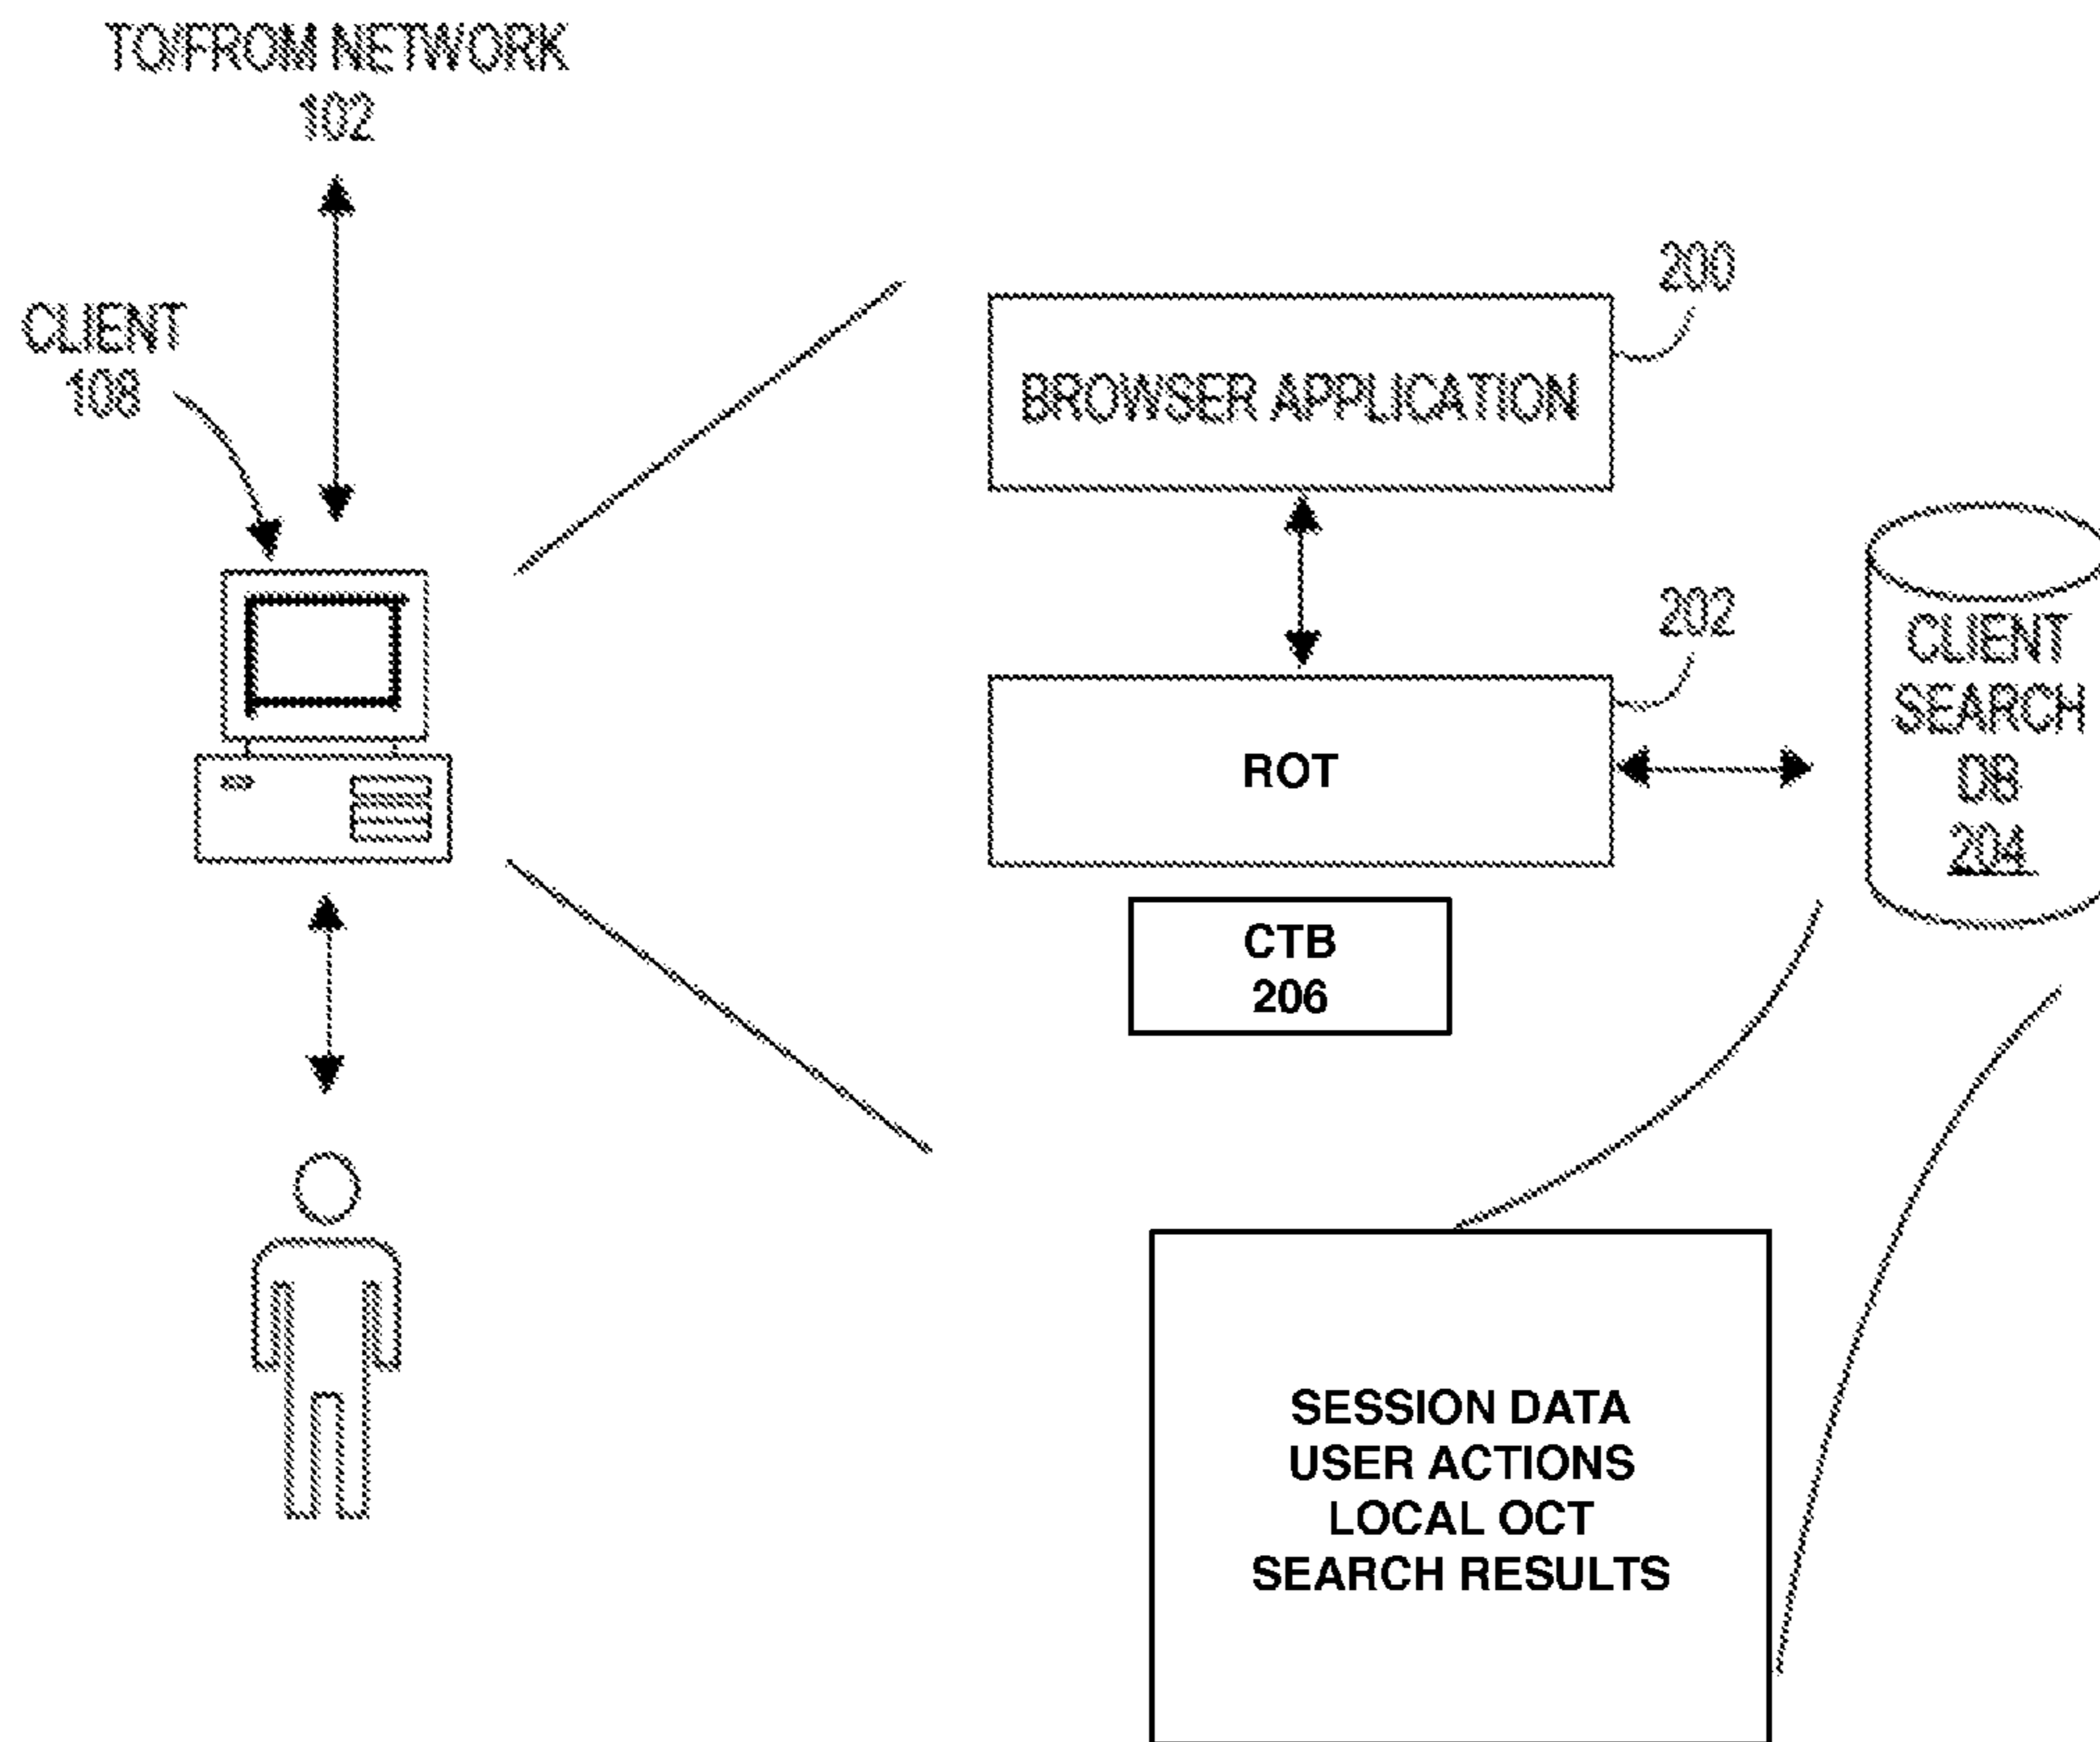 TO/FROM NETWORK
102
CLIENT
108
200
BROWSER APPLICATION
202
ROT
CLIENT
SEARCH
DB
204
CTB
206
SESSION DATA
USER ACTIONS
LOCAL OCT
SEARCH RESULTS